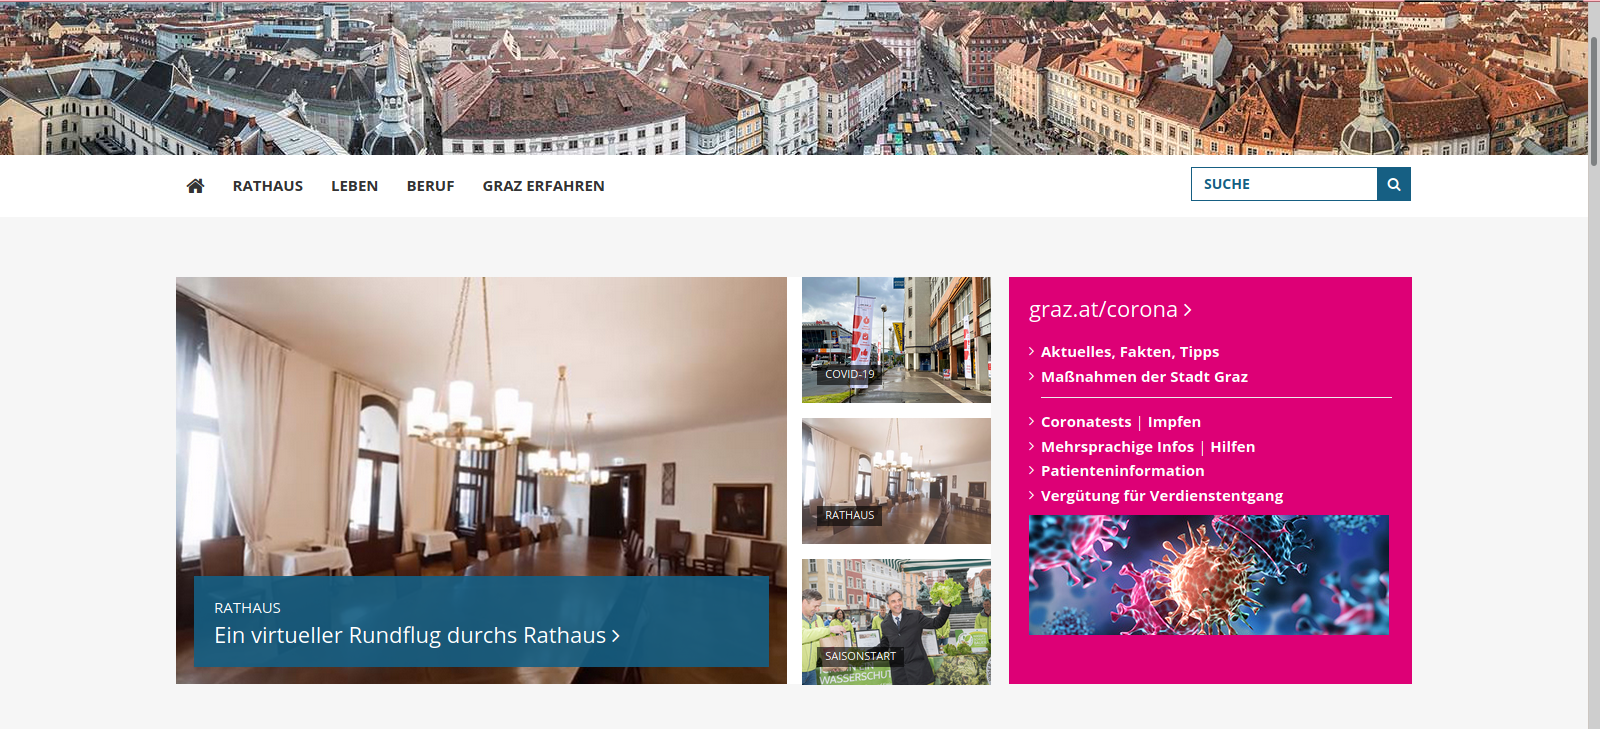 RATHAUS LEBEN BERUF GRAZ ERFAHREN
SUCHE
RATHAUS
Ein virtueller Rundflug durchs Rathaus
COVID-19
RATHAUS
SAISONSTART
WASSERSCHUT
graz.at/corona
Aktuelles, Fakten, Tipps
Maßnahmen der Stadt Graz
Coronatests | Impfen
Mehrsprachige Infos | Hilfen
Patienteninformation
Vergütung für Verdienstentgang